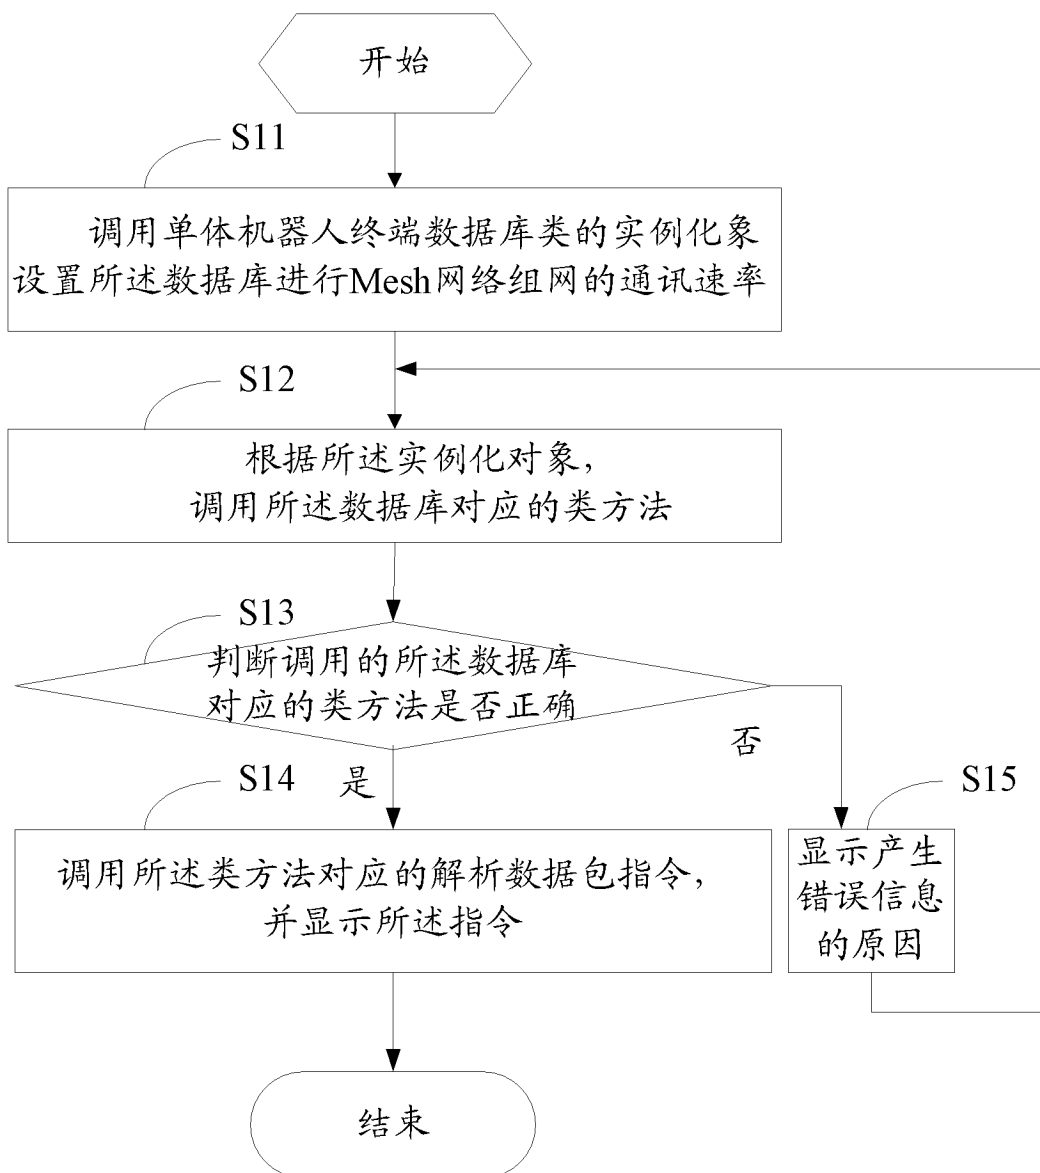 开始
S11
调用单体机器人终端数据库类的实例化象
设置所述数据库进行Mesh网络组网的通讯速率
S12
根据所述实例化对象，
调用所述数据库对应的类方法
S13
判断调用的所述数据库
对应的类方法是否正确
否
S14
是
S15
调用所述类方法对应的解析数据包指令，
并显示所述指令
显示产生
错误信息
的原因
结束